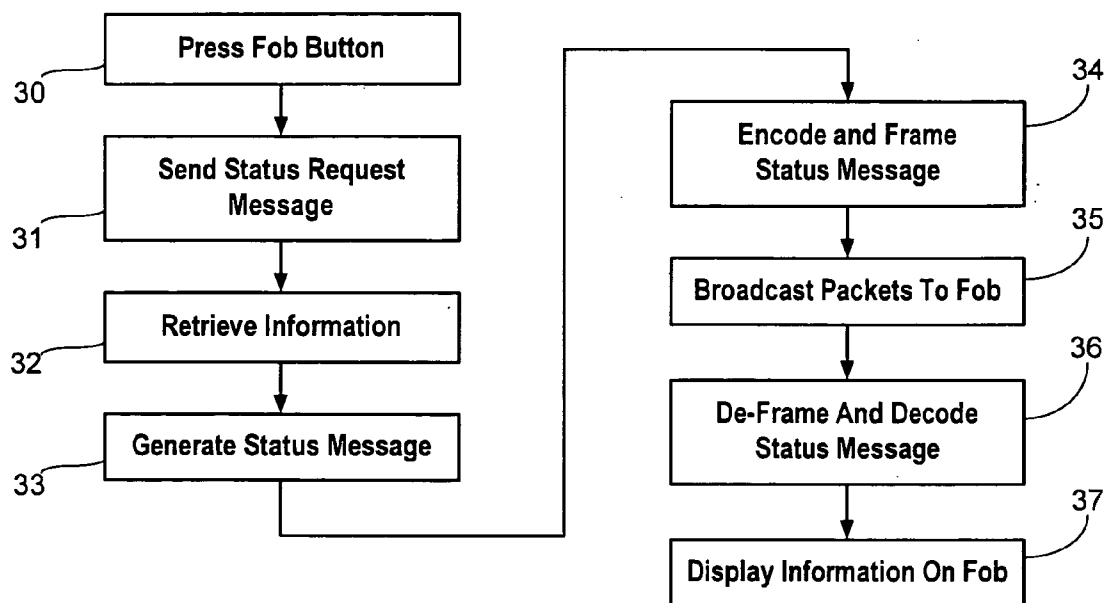 Press Fob Button
30
Send Status Request
Message
31
Retrieve Information
32
Generate Status Message
33
34
Encode and Frame
Status Message
35
Broadcast Packets To Fob
36
De-Frame And Decode
Status Message
37
Display Information On Fob